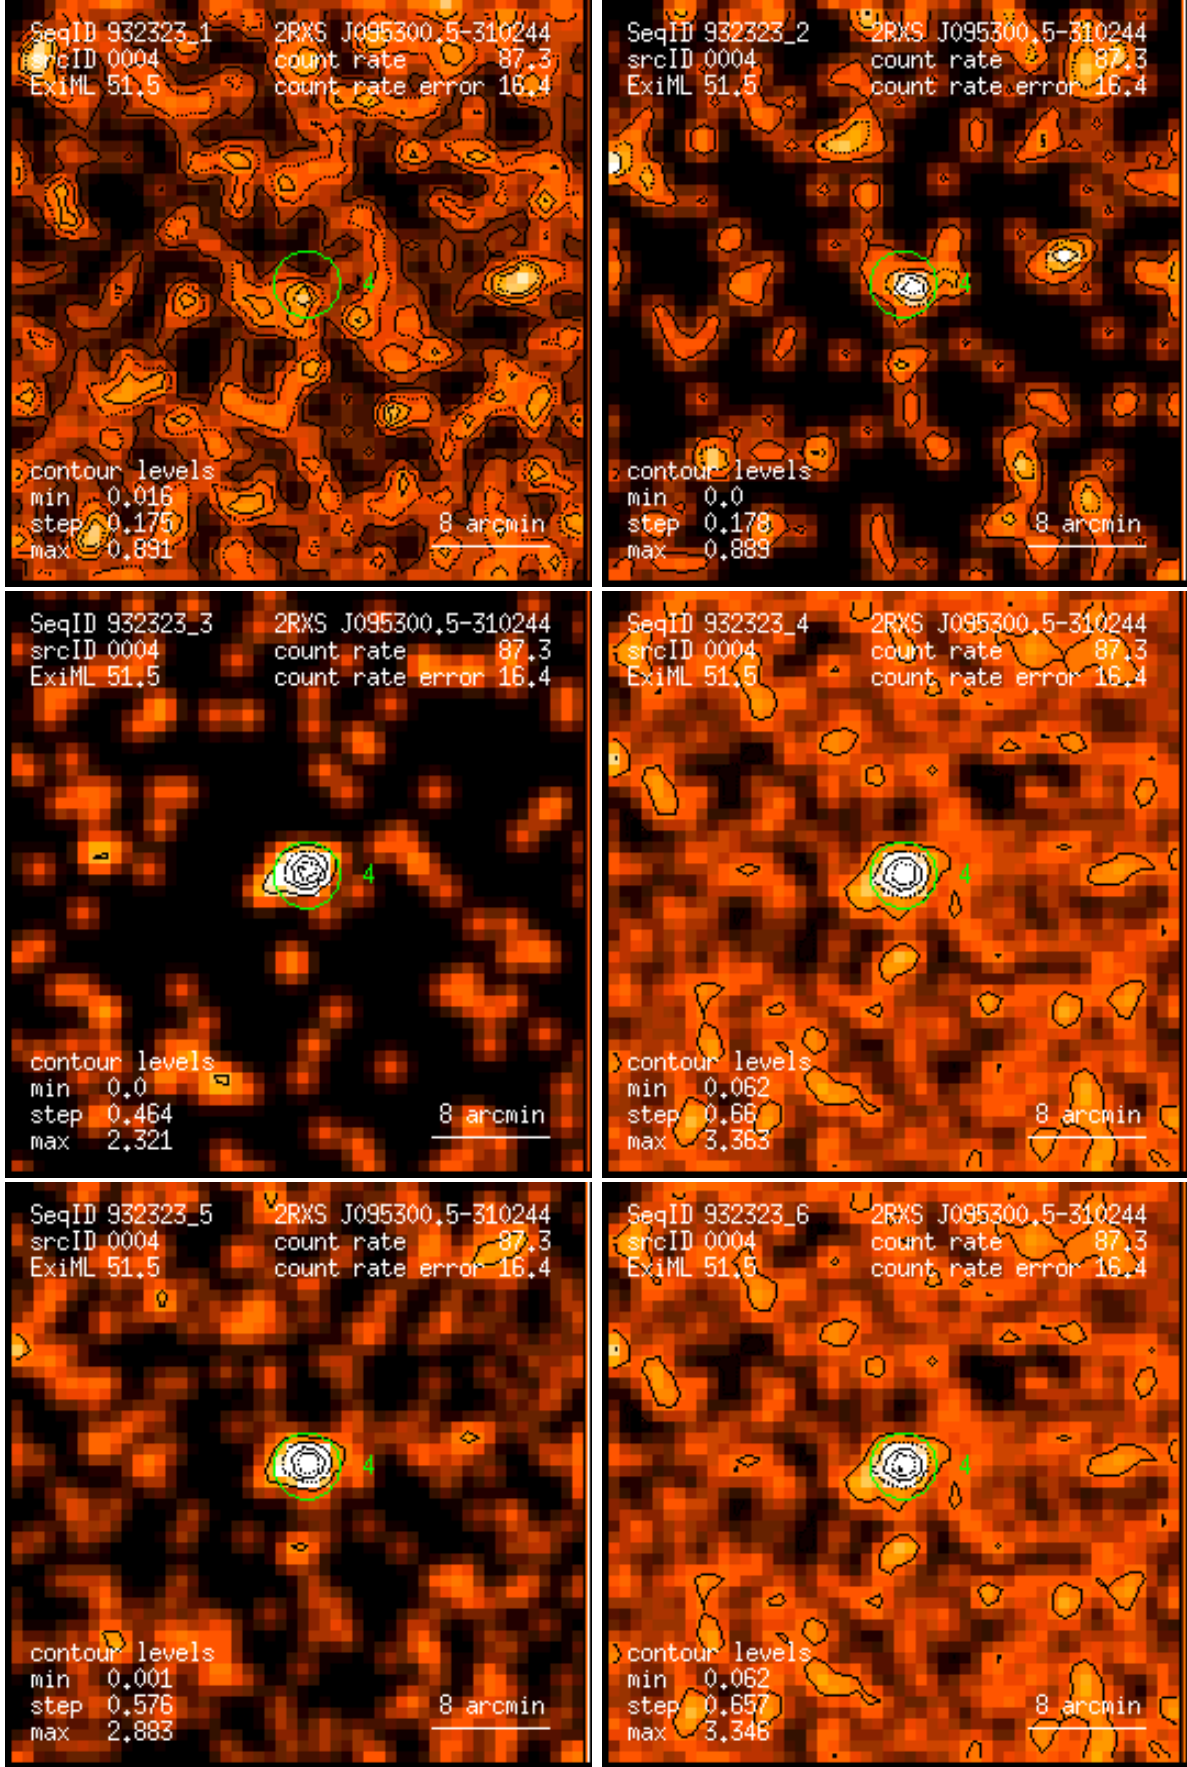 SeqID 932323_1 2RXS J095300.5-310244
srcID 0004 count rate 87.3
ExiML 51.5 count rate error 16.4
4
contour levels
min 0.016
step 0.175
max 0.891
8 arcmin
SeqID 932323_2 2RXS J095300.5-310244
srcID 0004 count rate 87.3
ExiML 51.5 count rate error 16.4
4
contour levels
min 0.0
step 0.178
max 0.889
8 arcmin
SeqID 932323_3 2RXS J095300.5-310244
srcID 0004 count rate 87.3
ExiML 51.5 count rate error 16.4
4
contour levels
min 0.0
step 0.464
max 2.321
8 arcmin
SeqID 932323_4 2RXS J095300.5-310244
srcID 0004 count rate 87.3
ExiML 51.5 count rate error 16.4
4
contour levels
min 0.062
step 0.66
max 3.363
8 arcmin
SeqID 932323_5 2RXS J095300.5-310244
srcID 0004 count rate 87.3
ExiML 51.5 count rate error 16.4
4
contour levels
min 0.001
step 0.576
max 2.883
8 arcmin
SeqID 932323_6 2RXS J095300.5-310244
srcID 0004 count rate 87.3
ExiML 51.5 count rate error 16.4
4
contour levels
min 0.062
step 0.657
max 3.346
8 arcmin